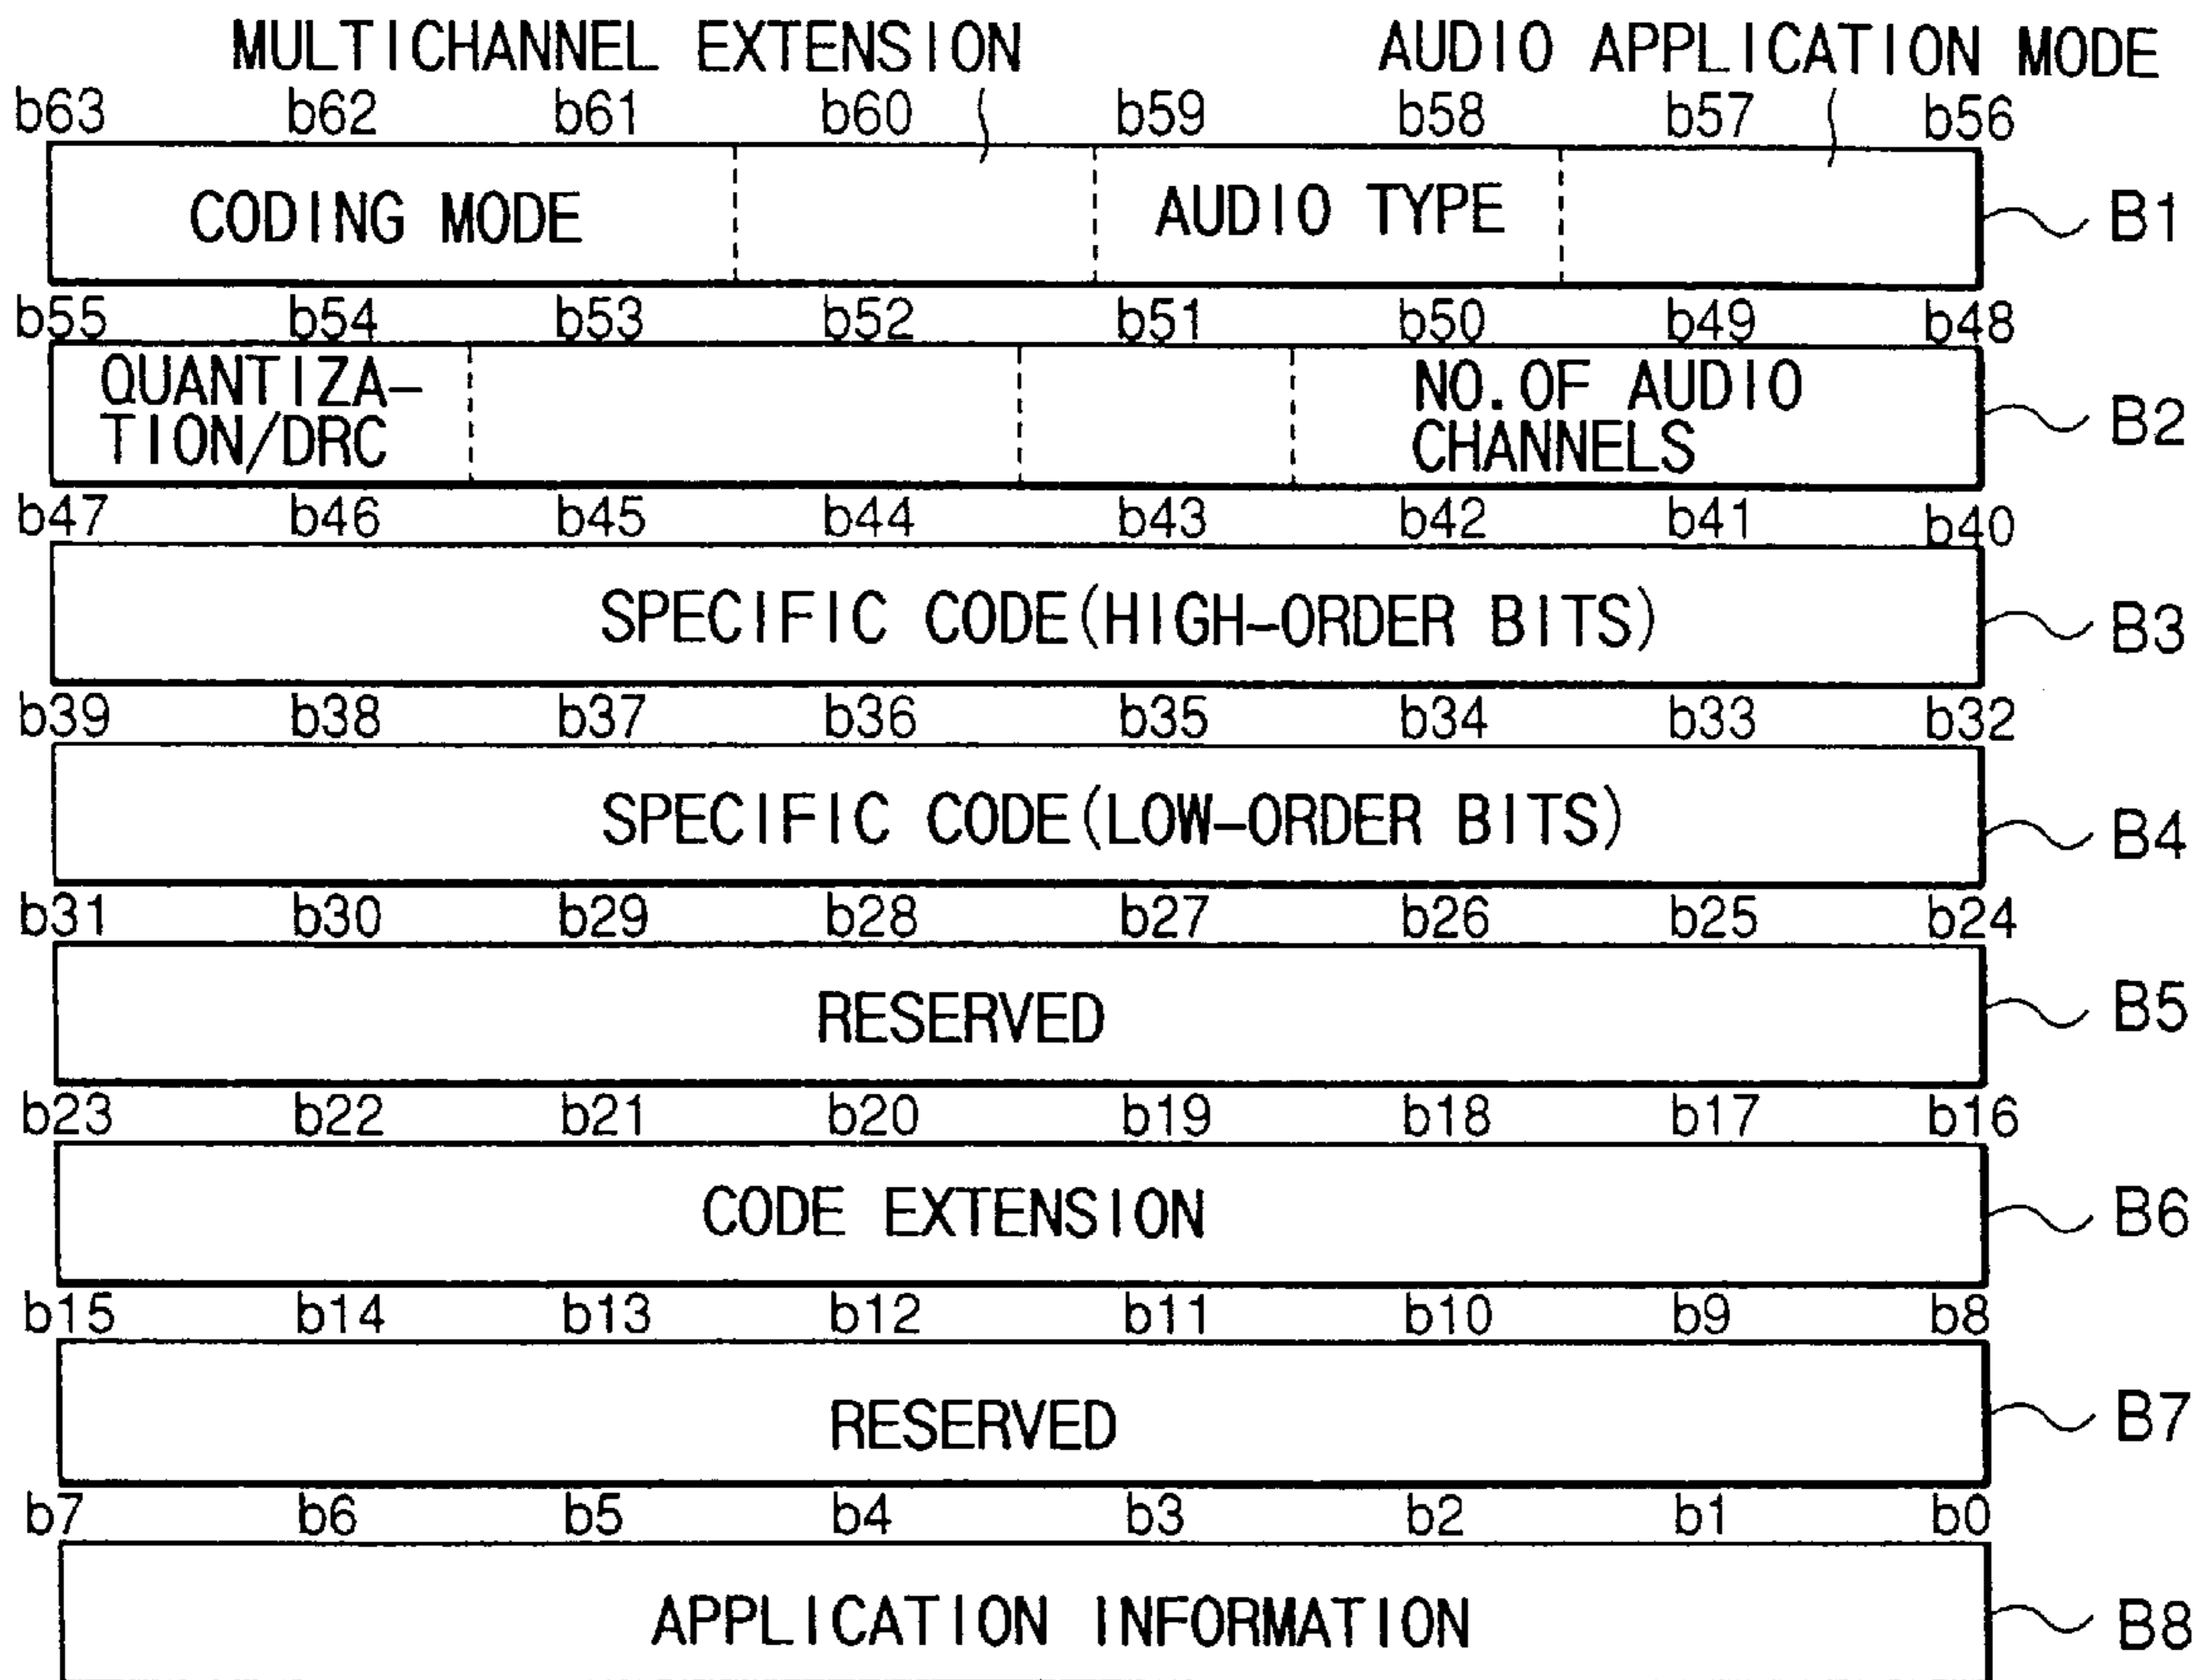 MULTICHANNEL EXTENSION AUDIO APPLICATION MODE
b63 b62 b61 b60 b59 b58 b57 b56
CODING MODE AUDIO TYPE B1
b55 b54 b53 b52 b51 b50 b49 b48
QUANTIZA- NO. OF AUDIO
TION/DRC CHANNELS B2
b47 b46 b45 b44 b43 b42 b41 b40
SPECIFIC CODE(HIGH-ORDER BITS) B3
b39 b38 b37 b36 b35 b34 b33 b32
SPECIFIC CODE(LOW-ORDER BITS) B4
b31 b30 b29 b28 b27 b26 b25 b24
RESERVED B5
b23 b22 b21 b20 b19 b18 b17 b16
CODE EXTENSION B6
b15 b14 b13 b12 b11 b10 b9 b8
RESERVED B7
b7 b6 b5 b4 b3 b2 b1 b0
APPLICATION INFORMATION B8